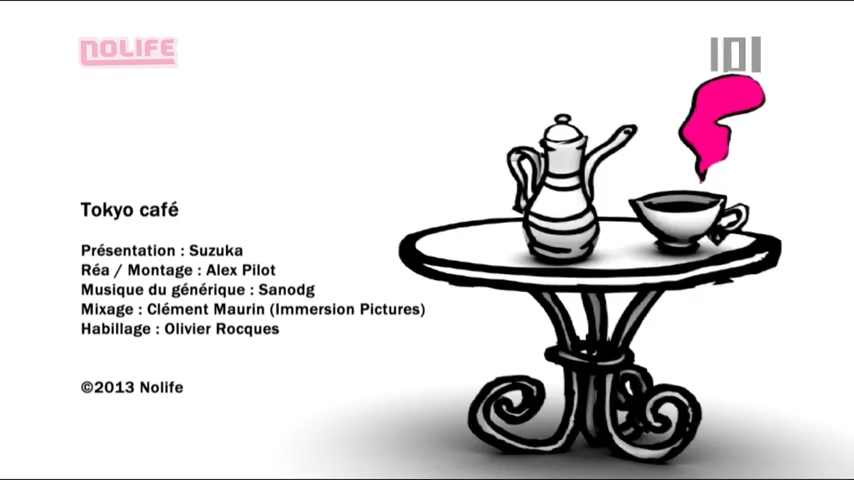 NOLIFE
101
Tokyo café
Présentation : Suzuka
Réa / Montage : Alex Pilot
Musique du générique : Sanodg
Mixage : Clément Maurin (Immersion Pictures)
Habillage : Olivier Rocques
©2013 Nolife